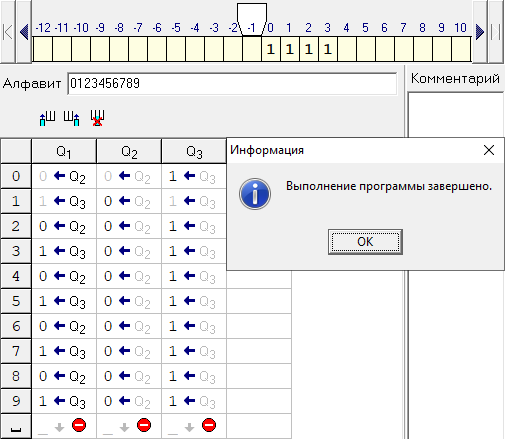 -12 -11 -10 -9 -8 -7 -6 -5 -4 -3 -2 -1 0 1 2 3 4 5 6 7 8 9 10
1 1 1 1
Алфавит 0123456789
Комментарий
Q1 Q2 Q3
0 0 ← Q2 0 ← Q2 1 ← Q3
1 1 ← Q3 0 ← Q2 1 ← Q3
2 0 ← Q2 0 ← Q2 1 ← Q3
3 1 ← Q3 0 ← Q2 1 ← Q3
4 0 ← Q2 0 ← Q2 1 ← Q3
5 1 ← Q3 0 ← Q2 1 ← Q3
6 0 ← Q2 0 ← Q2 1 ← Q3
7 1 ← Q3 0 ← Q2 1 ← Q3
8 0 ← Q2 0 ← Q2 1 ← Q3
9 1 ← Q3 0 ← Q2 1 ← Q3
_ _ ↓ _ ↓ _ ↓
Информация
Выполнение программы завершено.
OK